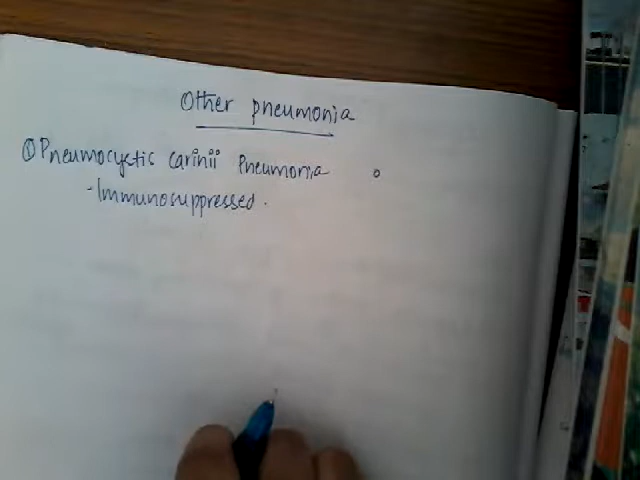 Other pneumonia
① Pneumocystic carinii Pneumonia
- Immunosuppressed.